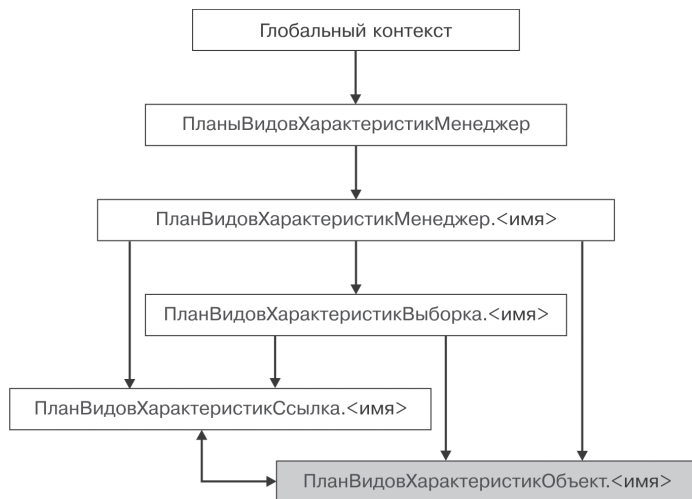 Глобальный контекст
ПланыВидовХарактеристикМенеджер
ПланВидовХарактеристикМенеджер.<имя>
ПланВидовХарактеристикВыборка.<имя>
ПланВидовХарактеристикСсылка.<имя>
ПланВидовХарактеристикОбъект.<имя>